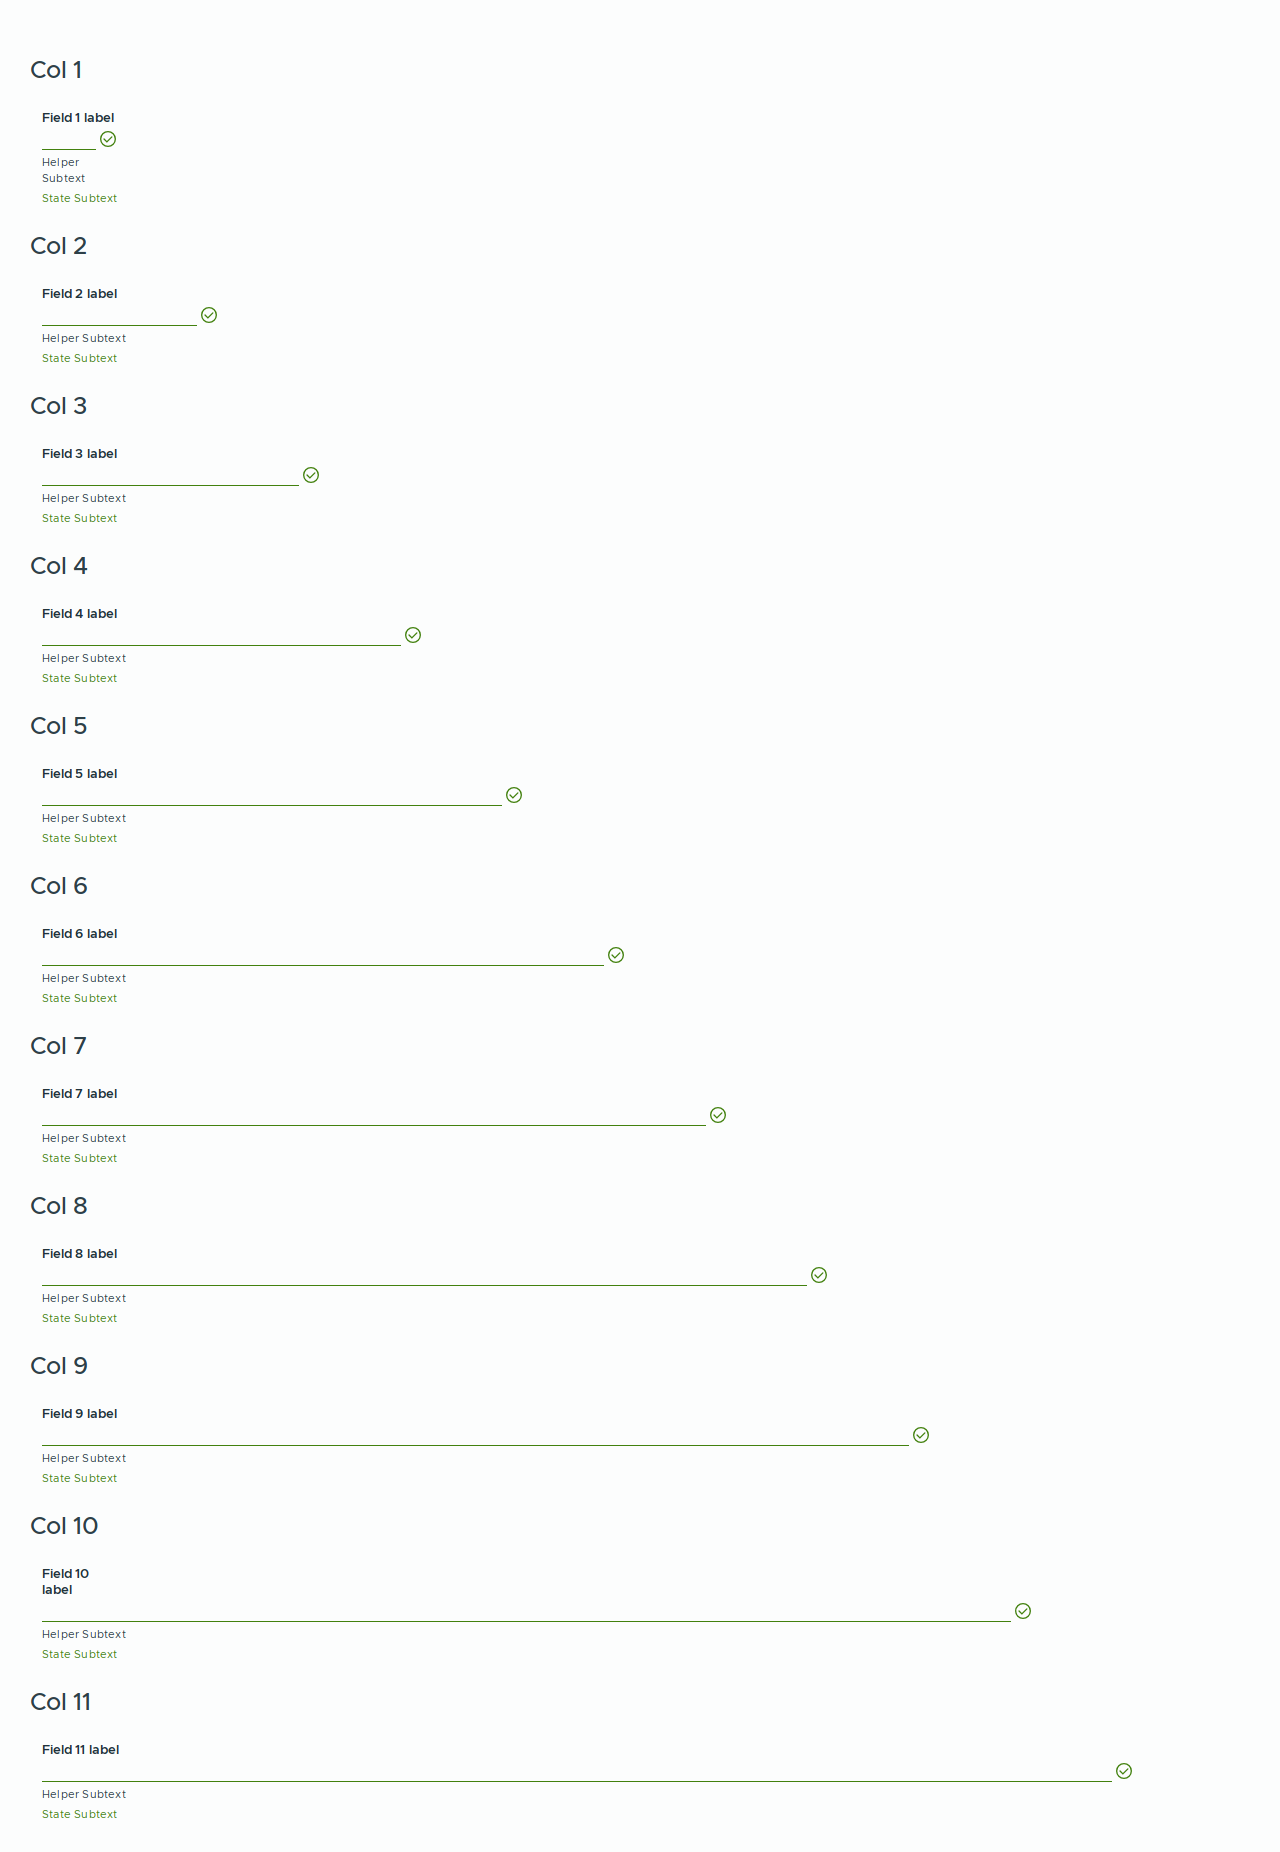 Col 1
Field 1 label
Helper
Subtext
State Subtext
Col 2
Field 2 label
Helper Subtext
State Subtext
Col 3
Field 3 label
Helper Subtext
State Subtext
Col 4
Field 4 label
Helper Subtext
State Subtext
Col 5
Field 5 label
Helper Subtext
State Subtext
Col 6
Field 6 label
Helper Subtext
State Subtext
Col 7
Field 7 label
Helper Subtext
State Subtext
Col 8
Field 8 label
Helper Subtext
State Subtext
Col 9
Field 9 label
Helper Subtext
State Subtext
Col 10
Field 10
label
Helper Subtext
State Subtext
Col 11
Field 11 label
Helper Subtext
State Subtext